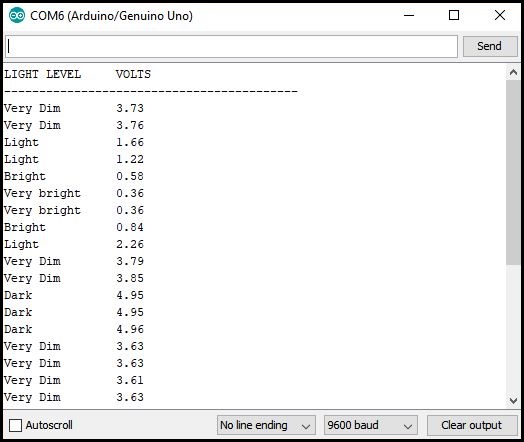 COM6 (Arduino/Genuino Uno)
Send
LIGHT LEVEL     VOLTS
------------------------------------------
Very Dim        3.73
Very Dim        3.76
Light           1.66
Light           1.22
Bright          0.58
Very bright     0.36
Very bright     0.36
Bright          0.84
Light           2.26
Very Dim        3.79
Very Dim        3.85
Dark            4.95
Dark            4.95
Dark            4.96
Very Dim        3.63
Very Dim        3.63
Very Dim        3.61
Very Dim        3.63
Autoscroll No line ending 9600 baud Clear output